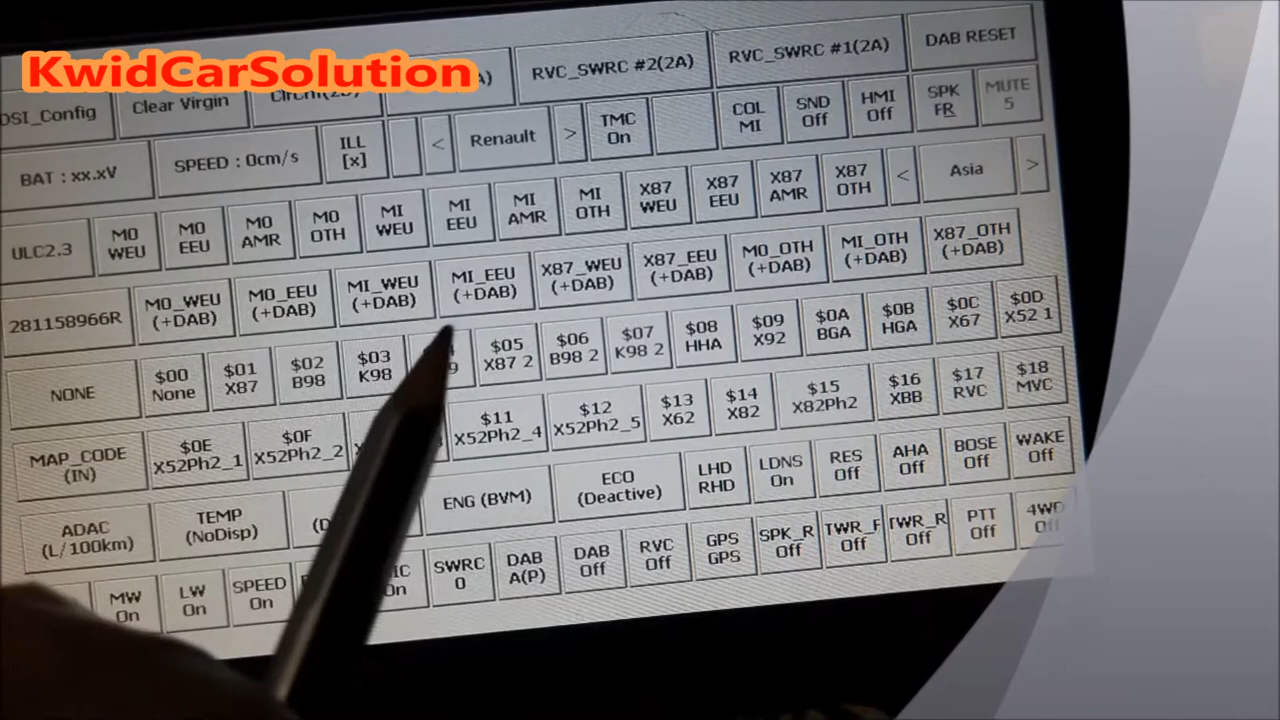 KwidCarSolution
RVC_SWRC #2(2A) RVC_SWRC #1(2A) DAB RESET
DSI_Config Clear Virgin
BAT : xx.xV SPEED : 0cm/s ILL [x] < Renault > TMC On COL MI SND Off HMI Off SPK FR MUTE 5
ULC2.3 M0 WEU M0 EEU M0 AMR M0 OTH MI WEU MI EEU MI AMR MI OTH X87 WEU X87 EEU X87 AMR X87 OTH < Asia >
281158966R M0_WEU (+DAB) M0_EEU (+DAB) MI_WEU (+DAB) MI_EEU (+DAB) X87_WEU (+DAB) X87_EEU (+DAB) M0_OTH (+DAB) MI_OTH (+DAB) X87_OTH (+DAB)
NONE $00 None $01 X87 $02 B98 $03 K98 $05 X87 2 $06 B98 2 $07 K98 2 $08 HHA $09 X92 $0A BGA $0B HGA $0C X67 $0D X52 1
MAP_CODE (IN) $0E X52Ph2_1 $0F X52Ph2_2 $11 X52Ph2_4 $12 X52Ph2_5 $13 X62 $14 X82 $15 X82Ph2 $16 XBB $17 RVC $18 MVC
ADAC (L/100km) TEMP (NoDisp) ENG (BVM) ECO (Deactive) LHD RHD LDNS On RES Off AHA Off BOSE Off WAKE Off
MW On LW On SPEED On On SWRC 0 DAB A(P) DAB Off RVC Off GPS GPS SPK_R Off TWR_F Off TWR_R Off PTT Off 4WD Off